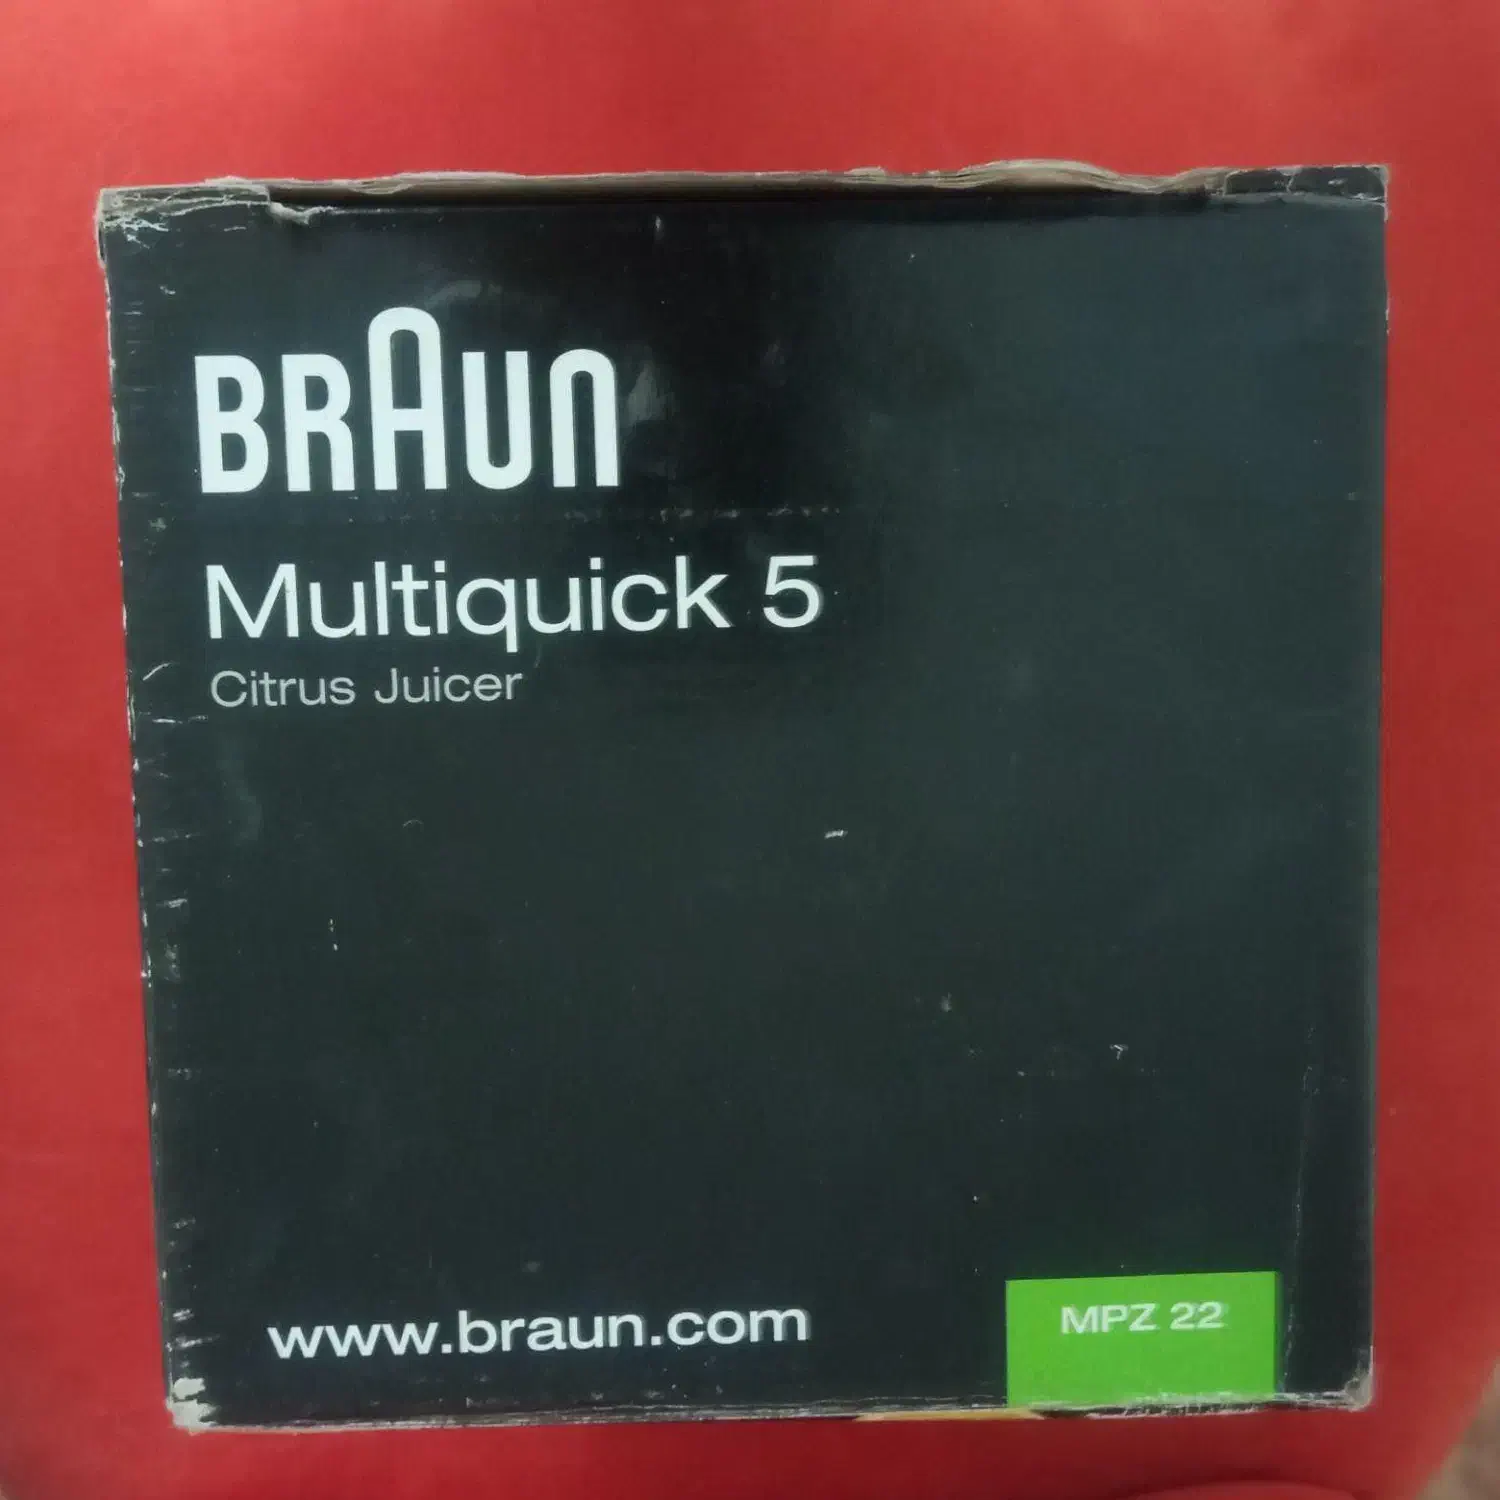 BRAUN
Multiquick 5
Citrus Juicer
www.braun.com
MPZ 22